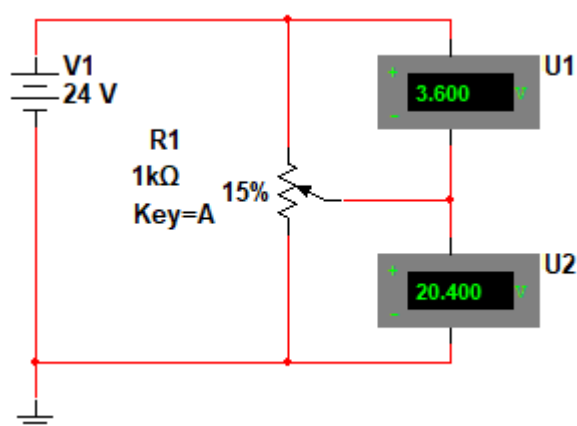 V1
24 V
R1
1kΩ
Key=A
15%
+
3.600
V
-
U1
+
20.400
V
-
U2